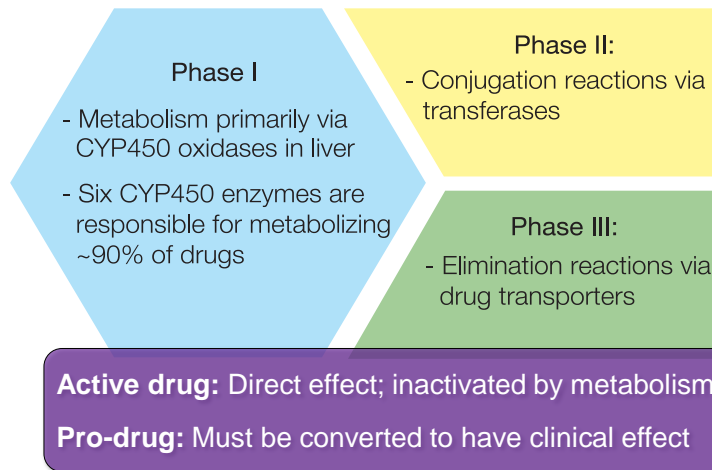 Phase I
- Metabolism primarily via
CYP450 oxidases in liver
- Six CYP450 enzymes are
responsible for metabolizing
~90% of drugs
Phase II:
- Conjugation reactions via
transferases
Phase III:
- Elimination reactions via
drug transporters
Active drug: Direct effect; inactivated by metabolism
Pro-drug: Must be converted to have clinical effect